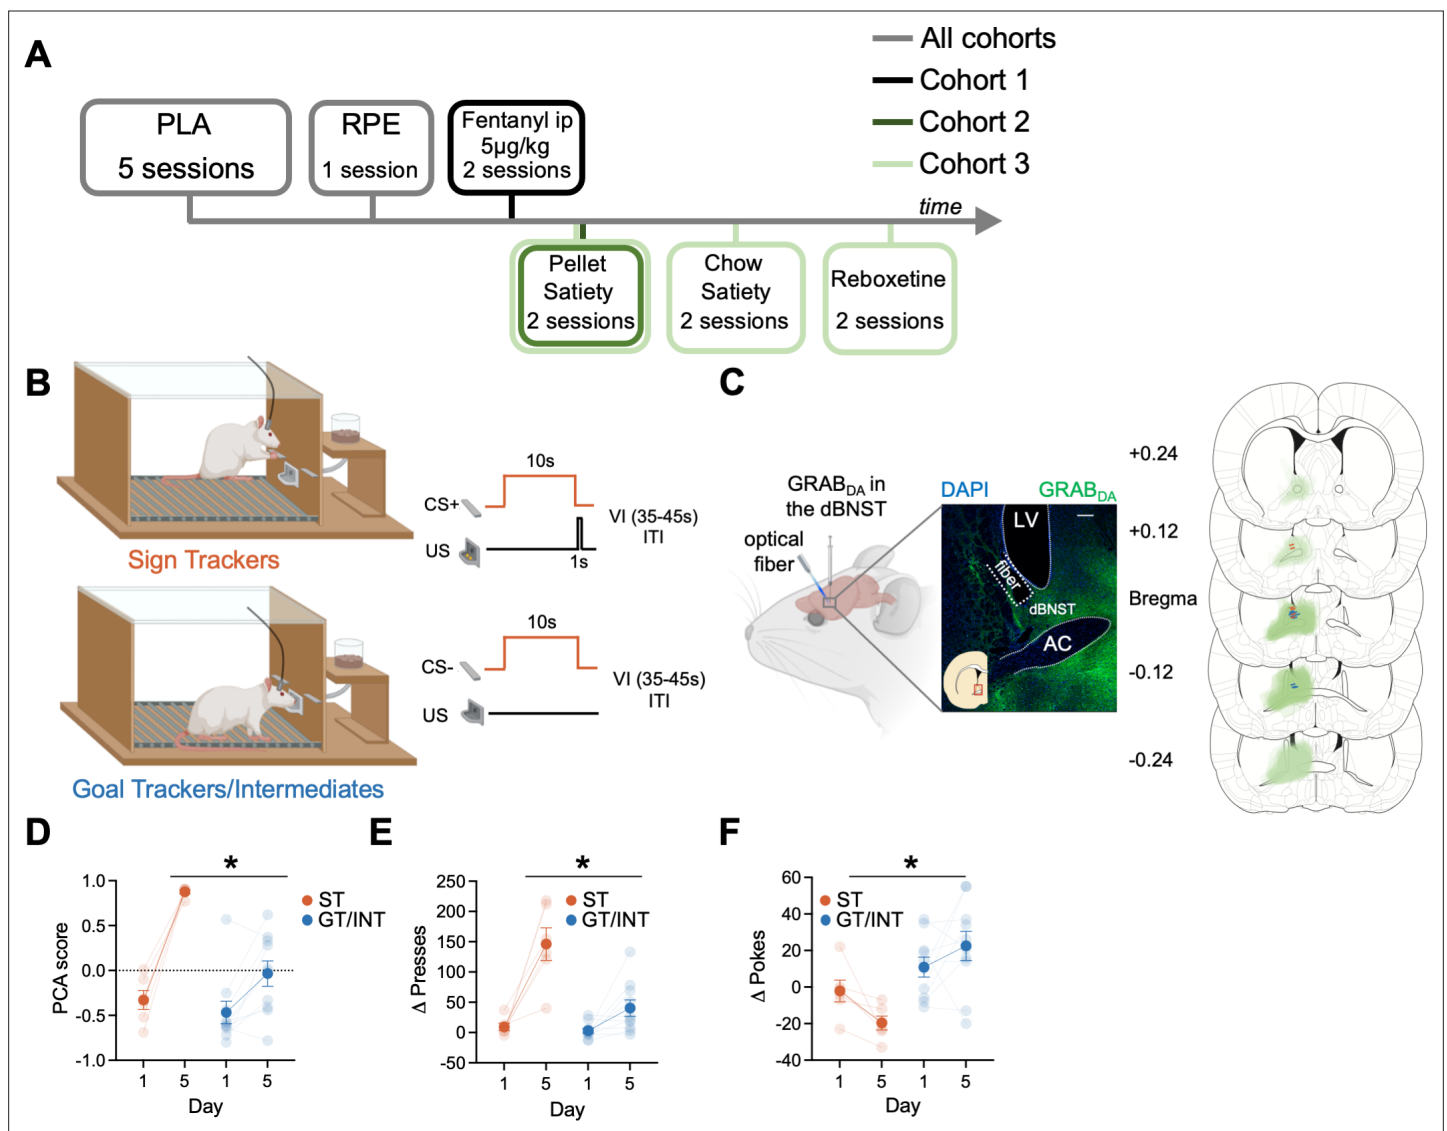 A
All cohorts
Cohort 1
Cohort 2
Cohort 3
PLA
5 sessions
RPE
1 session
Fentanyl ip
5µg/kg
2 sessions
time
Pellet
Satiety
2 sessions
Chow
Satiety
2 sessions
Reboxetine
2 sessions
B
Sign Trackers
Goal Trackers/Intermediates
10s
CS+
US
1s
VI (35-45s)
ITI
10s
CS-
US
VI (35-45s)
ITI
C
GRAB_DA in
the dBNST
optical
fiber
DAPI
GRAB_DA
LV
fiber
dBNST
AC
+0.24
+0.12
Bregma
-0.12
-0.24
D
*
ST
GT/INT
PCA score
1.0
0.5
0.0
-0.5
-1.0
1 5 1 5
Day
E
*
ST
GT/INT
Δ Presses
250
200
150
100
50
0
-50
1 5 1 5
Day
F
*
ST
GT/INT
Δ Pokes
60
40
20
0
-20
-40
1 5 1 5
Day